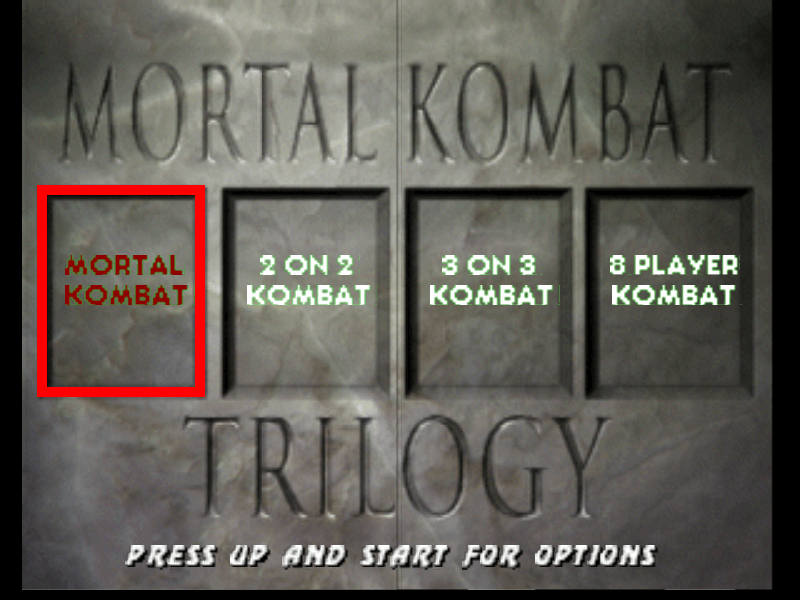 MORTAL KOMBAT
MORTAL
KOMBAT
2 ON 2
KOMBAT
3 ON 3
KOMBAT
8 PLAYER
KOMBAT
TRILOGY
PRESS UP AND START FOR OPTIONS